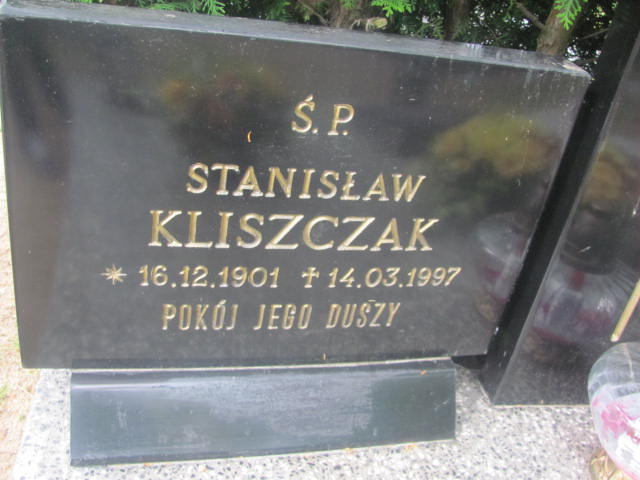 Ś.P.
STANISŁAW
KLISZCZAK
* 16.12.1901 ✝ 14.03.1997
POKÓJ JEGO DUSZY